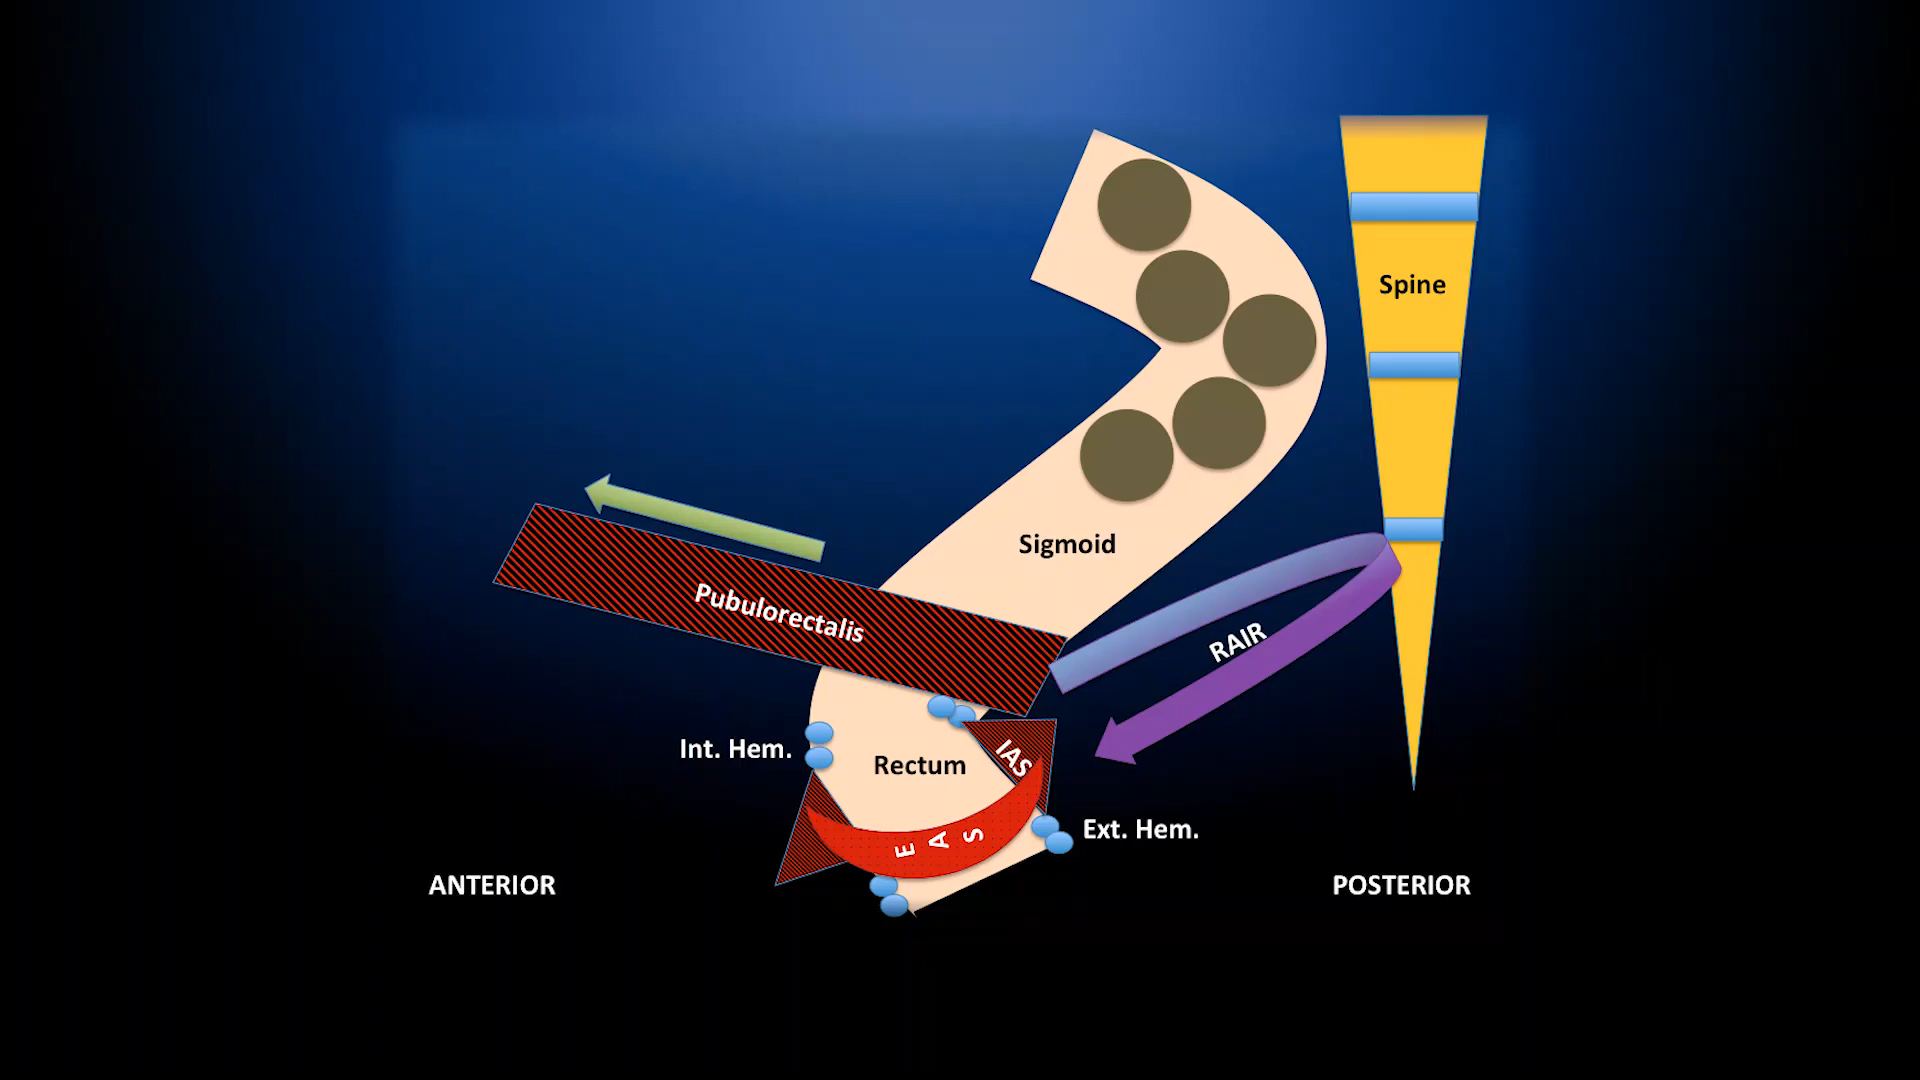 Spine
Sigmoid
Pubulorectalis
RAIR
Int. Hem.
Rectum
IAS
E A S
Ext. Hem.
ANTERIOR
POSTERIOR